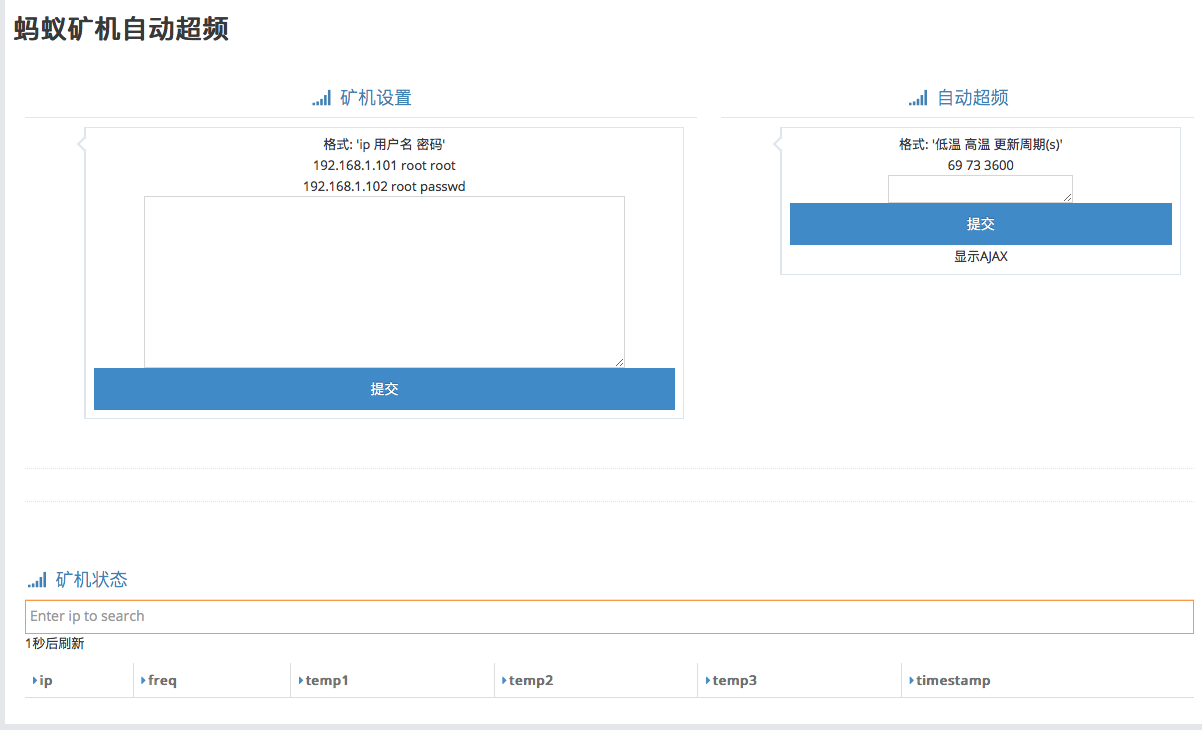 蚂蚁矿机自动超频
矿机设置
格式: 'ip 用户名 密码'
192.168.1.101 root root
192.168.1.102 root passwd
提交
自动超频
格式: '低温 高温 更新周期(s)'
69 73 3600
提交
显示AJAX
矿机状态
Enter ip to search
1秒后刷新
ip freq temp1 temp2 temp3 timestamp